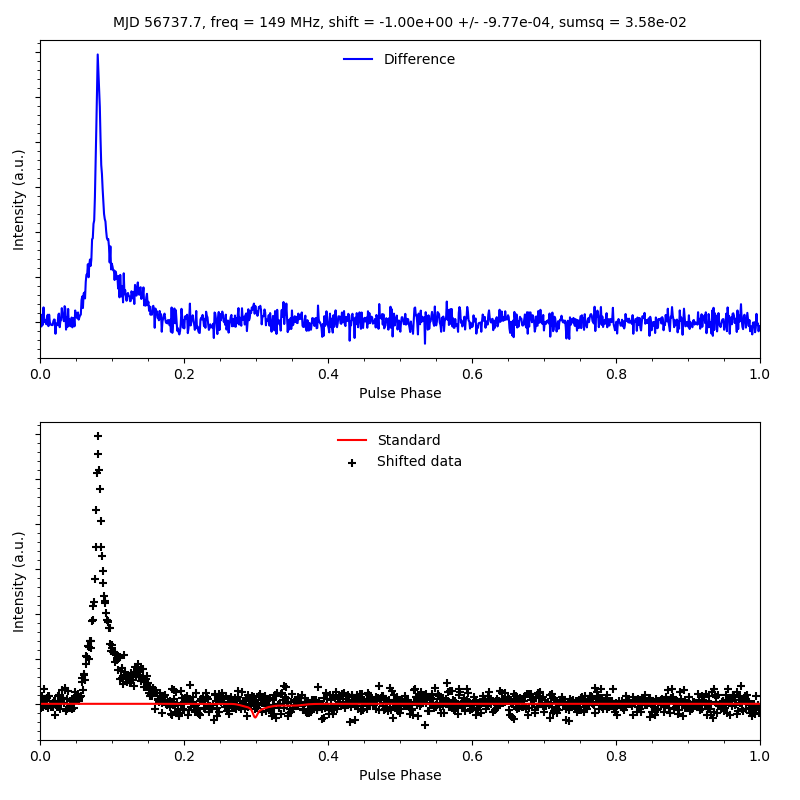 MJD 56737.7, freq = 149 MHz, shift = -1.00e+00 +/- -9.77e-04, sumsq = 3.58e-02
Difference
Intensity (a.u.)
0.0 0.2 0.4 0.6 0.8 1.0
Pulse Phase
Standard
Shifted data
Intensity (a.u.)
0.0 0.2 0.4 0.6 0.8 1.0
Pulse Phase